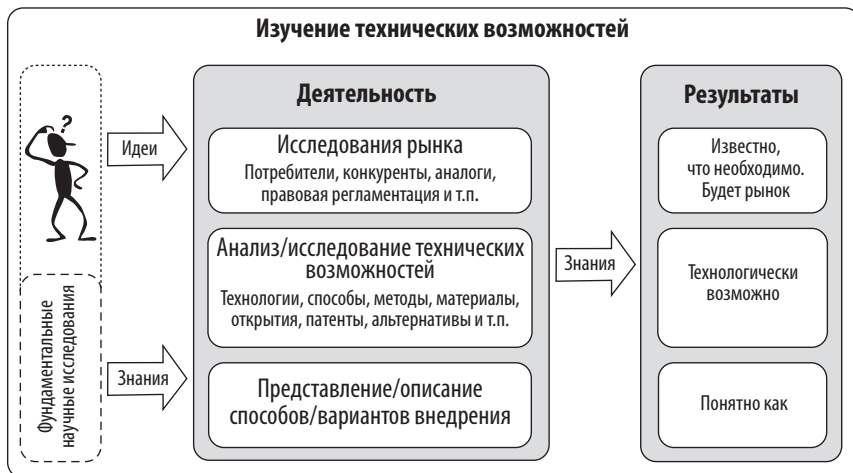 Изучение технических возможностей
?
Фундаментальные
научные исследования
Идеи
Знания
Деятельность
Исследования рынка
Потребители, конкуренты, аналоги,
правовая регламентация и т.п.
Анализ/исследование технических
возможностей
Технологии, способы, методы, материалы,
открытия, патенты, альтернативы и т.п.
Представление/описание
способов/вариантов внедрения
Знания
Результаты
Известно,
что необходимо.
Будет рынок
Технологически
возможно
Понятно как